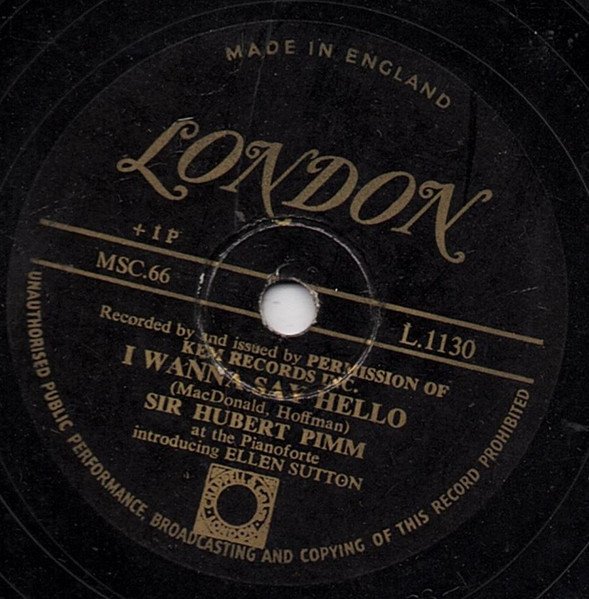 MADE IN ENGLAND
LONDON
+ 1 P
MSC.66
L.1130
Recorded by and issued by PERMISSION OF
KEM RECORDS INC.
I WANNA SAY HELLO
(MacDonald, Hoffman)
SIR HUBERT PIMM
at the Pianoforte
introducing ELLEN SUTTON
UNAUTHORISED PUBLIC PERFORMANCE, BROADCASTING AND COPYING OF THIS RECORD PROHIBITED